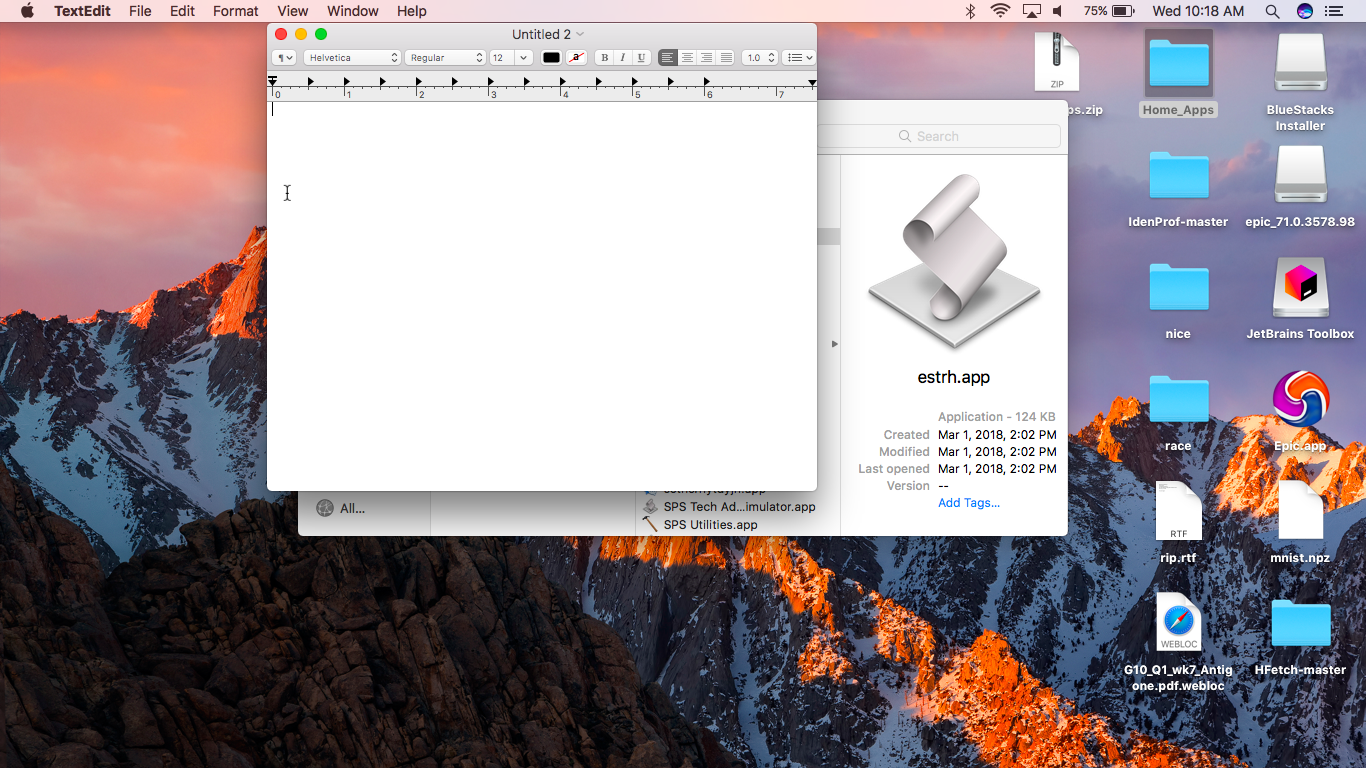 TextEdit File Edit Format View Window Help 75% Wed 10:18 AM
Untitled 2
¶ Helvetica Regular 12 a B I U 1.0
0 1 2 3 4 5 6 7
Search
estrh.app
Application - 124 KB
Created Mar 1, 2018, 2:02 PM
Modified Mar 1, 2018, 2:02 PM
Last opened Mar 1, 2018, 2:02 PM
Version --
Add Tags...
All...
SPS Tech Ad...imulator.app
SPS Utilities.app
ZIP
ps.zip
Home_Apps
BlueStacks
Installer
IdenProf-master
epic_71.0.3578.98
nice
JetBrains Toolbox
race
Epic.app
RTF
rip.rtf
mnist.npz
WEBLOC
G10_Q1_wk7_Antig
one.pdf.webloc
HFetch-master